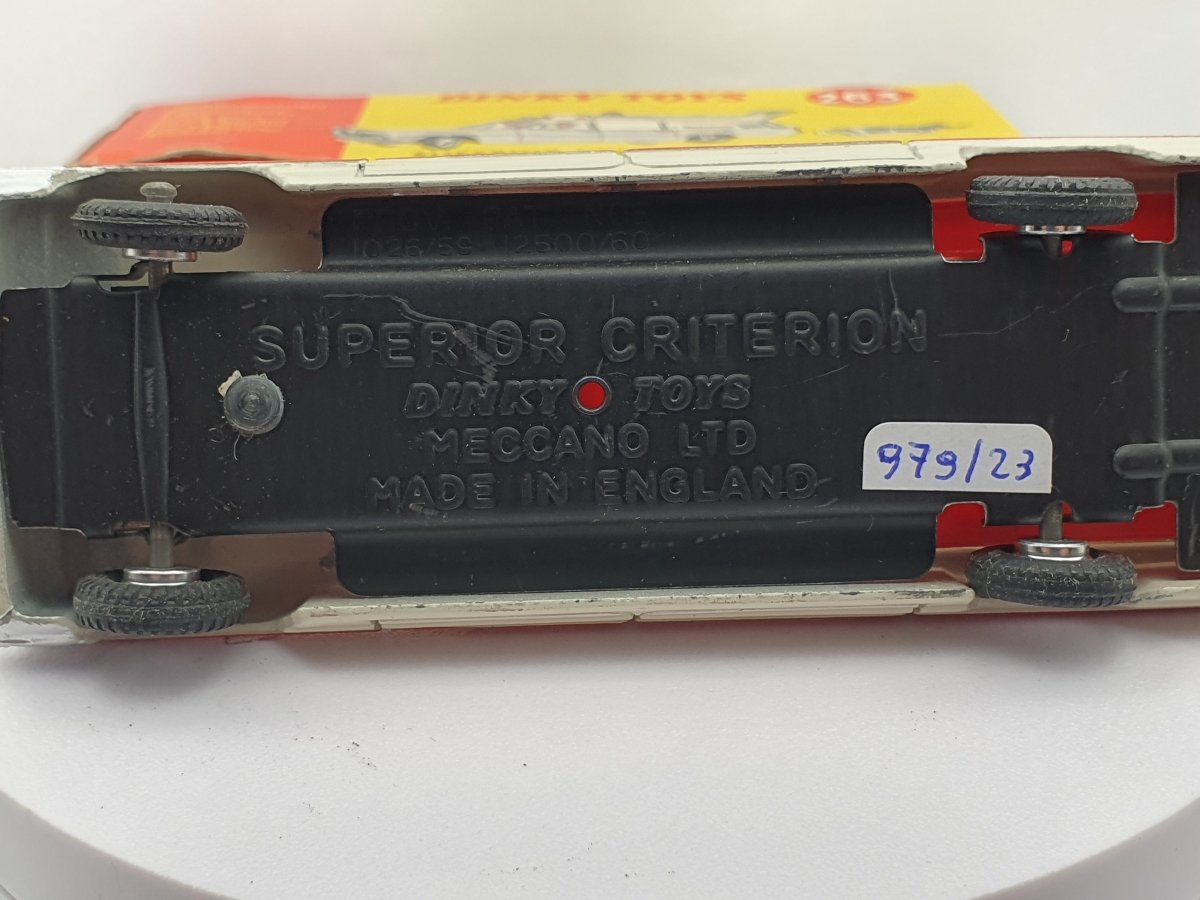 DINKY TOYS
263
1026/59 12500/60
SUPERIOR CRITERION
DINKY TOYS
MECCANO LTD
MADE IN ENGLAND
979/23